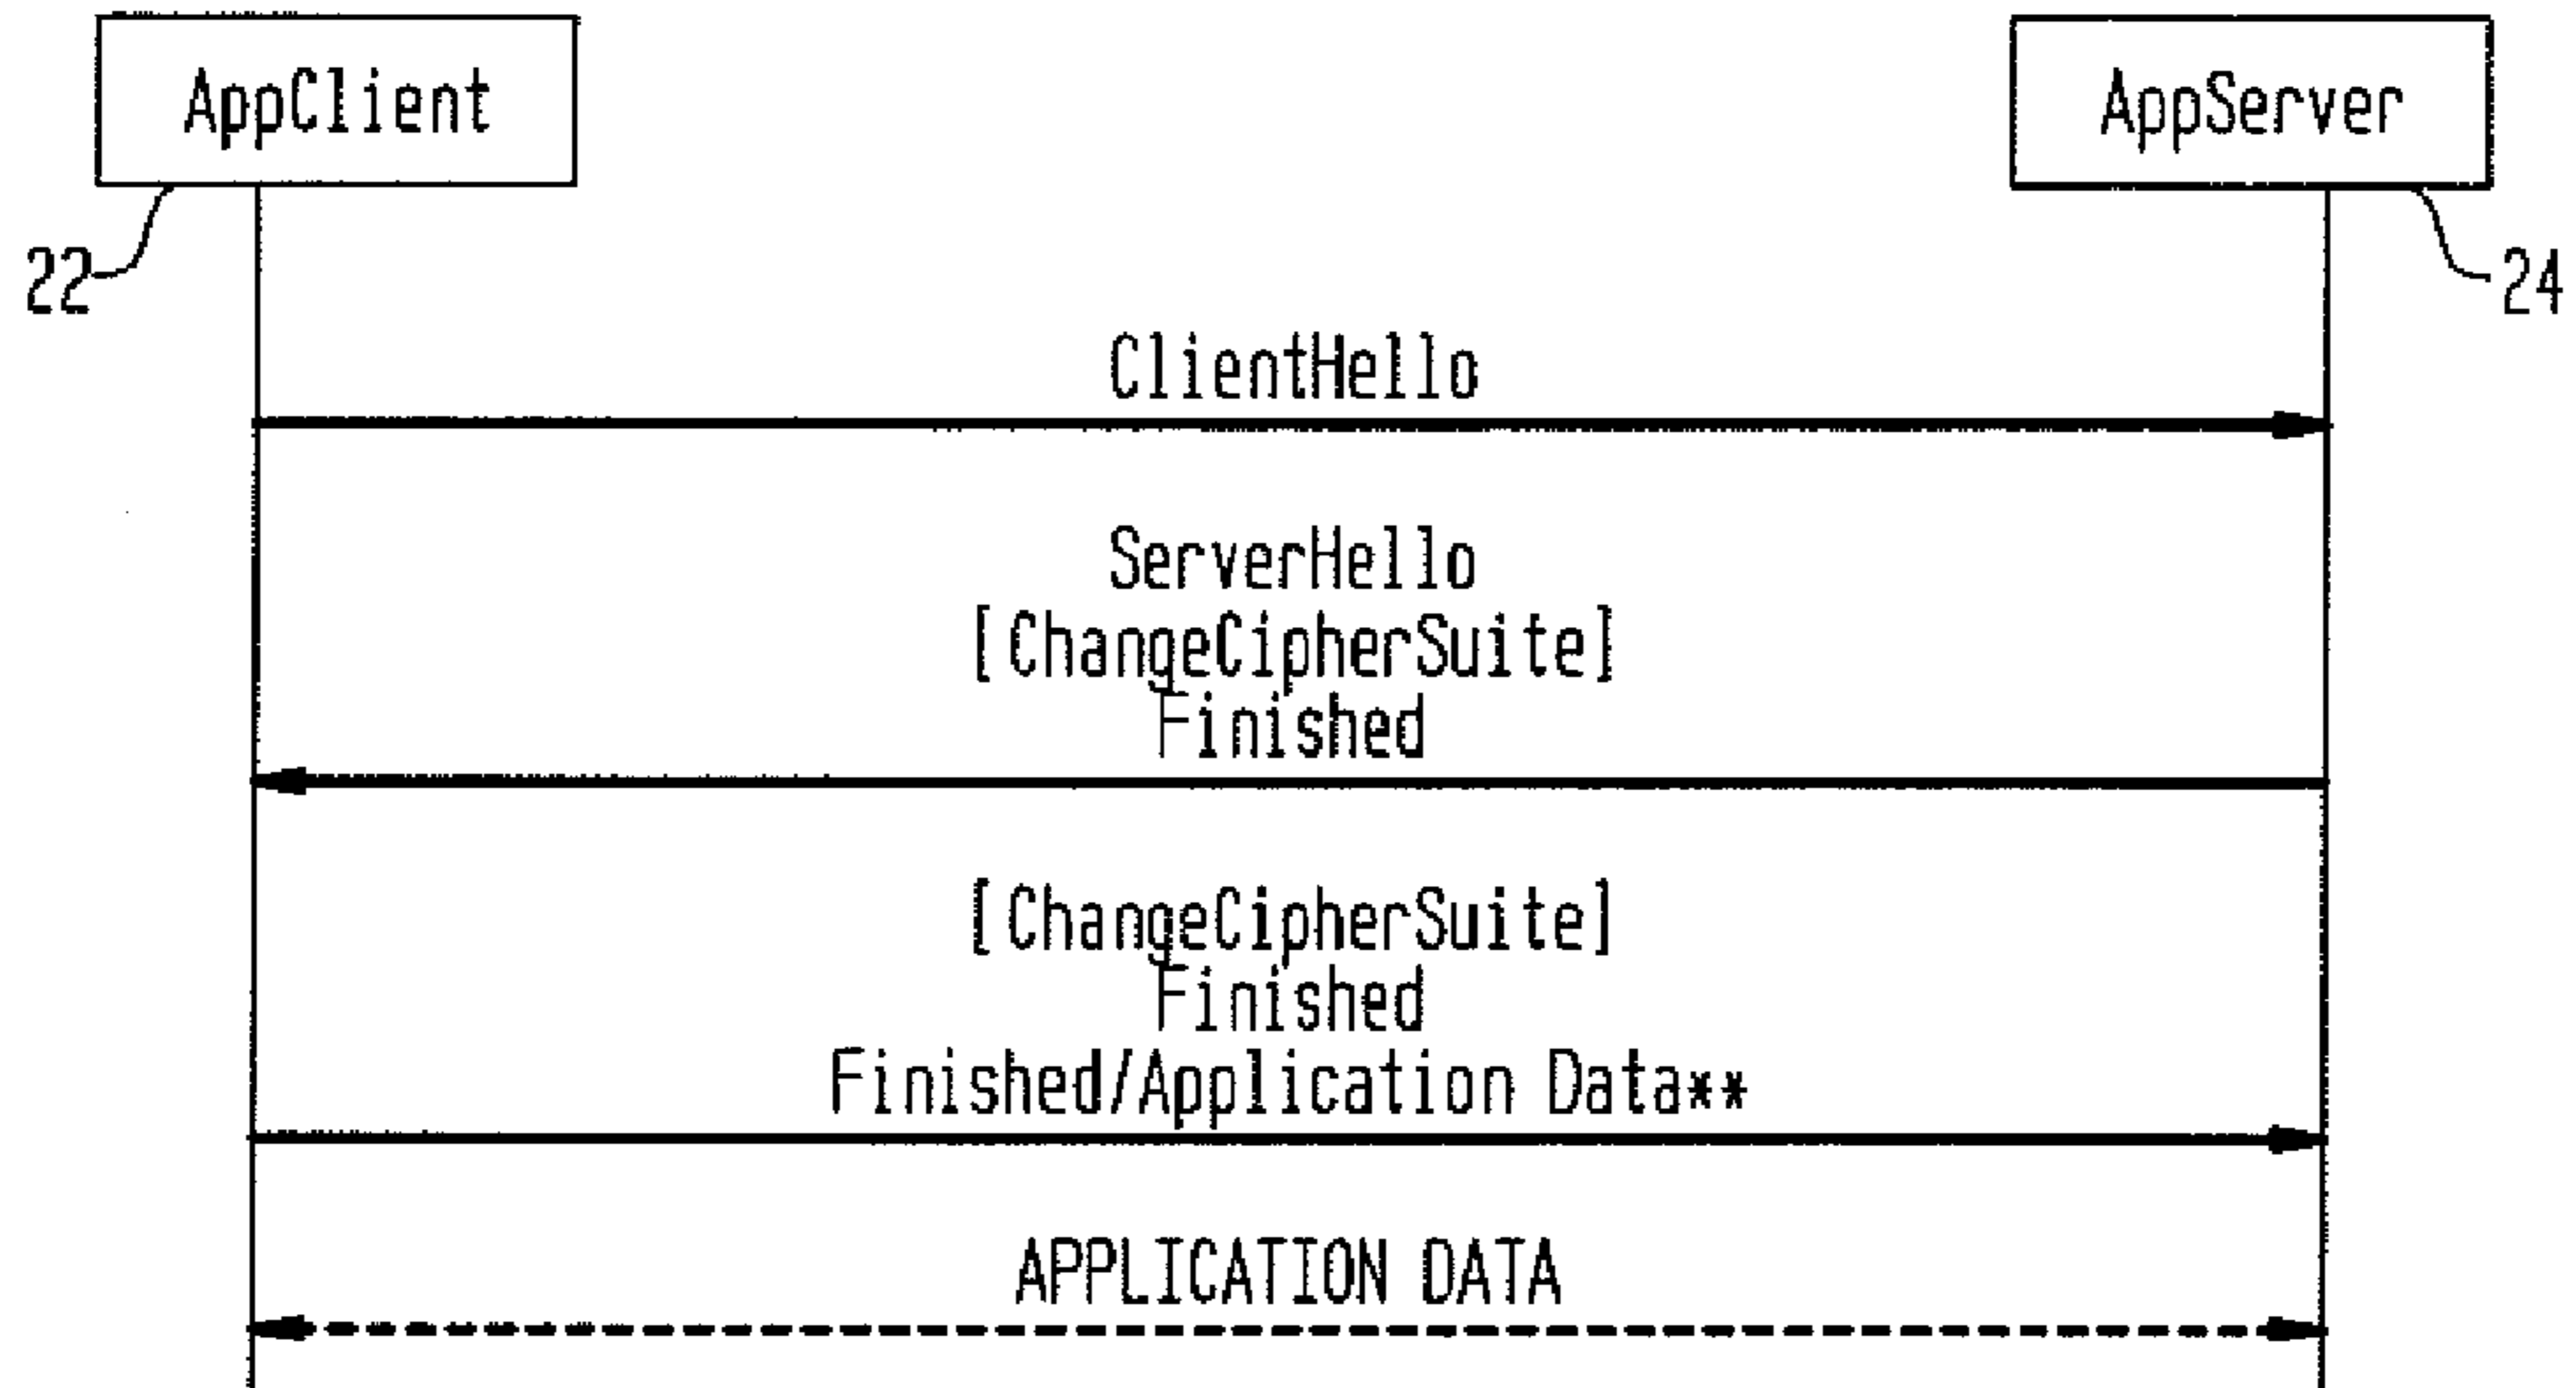 AppClient
AppServer
22
24
ClientHello
ServerHello
[ChangeCipherSuite]
Finished
[ChangeCipherSuite]
Finished
Finished/Application Data**
APPLICATION DATA